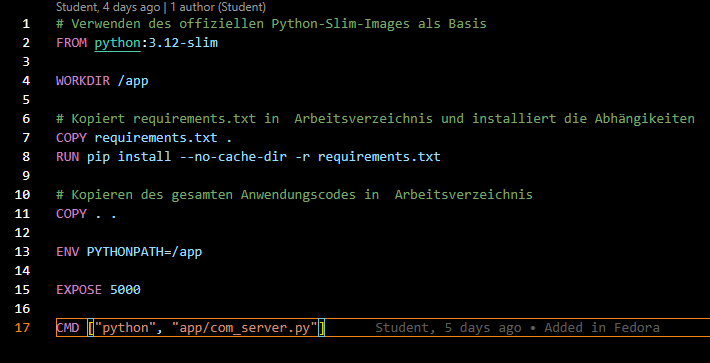 Student, 4 days ago | 1 author (Student)
1 # Verwenden des offiziellen Python-Slim-Images als Basis
2 FROM python:3.12-slim
3
4 WORKDIR /app
5
6 # Kopiert requirements.txt in  Arbeitsverzeichnis und installiert die Abhängikeiten
7 COPY requirements.txt .
8 RUN pip install --no-cache-dir -r requirements.txt
9
10 # Kopieren des gesamten Anwendungscodes in  Arbeitsverzeichnis
11 COPY . .
12
13 ENV PYTHONPATH=/app
14
15 EXPOSE 5000
16
17 CMD ["python", "app/com_server.py"] Student, 5 days ago • Added in Fedora